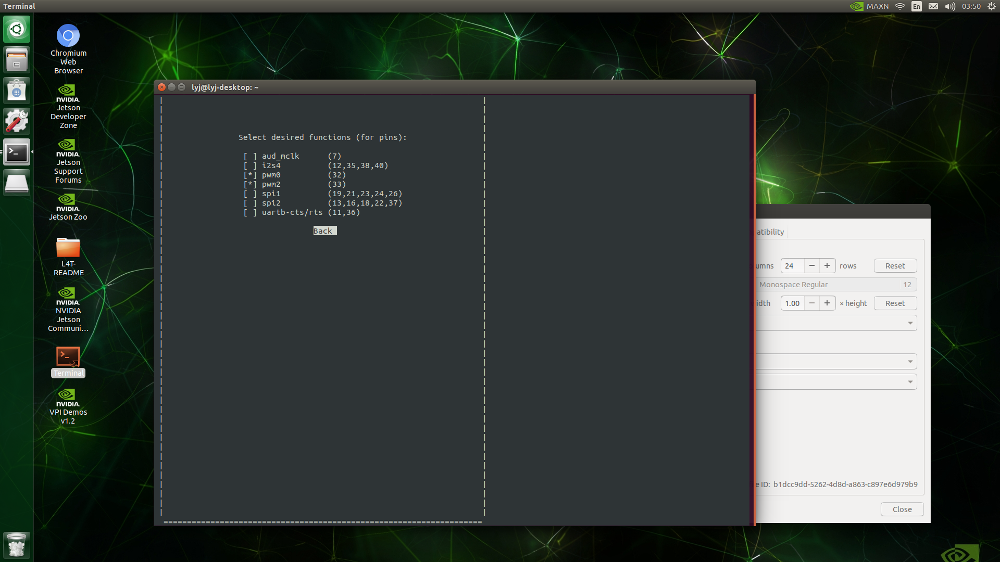 Terminal
MAXN
En
03:50
Chromium
Web
Browser
NVIDIA.
Jetson
Developer
Zone
NVIDIA.
Jetson
Support
Forums
NVIDIA.
Jetson Zoo
L4T-
README
NVIDIA.
NVIDIA
Jetson
Communi...
Terminal
NVIDIA.
VPI Demos
v1.2
lyj@lyj-desktop: ~
Select desired functions (for pins):
[ ] aud_mclk (7)
[ ] i2s4 (12,35,38,40)
[*] pwm0 (32)
[*] pwm2 (33)
[ ] spi1 (19,21,23,24,26)
[ ] spi2 (13,16,18,22,37)
[ ] uartb-cts/rts (11,36)
Back
=====================================================================
atibility
umns 24 − + rows Reset
Monospace Regular 12
idth 1.00 − + × height Reset
e ID: b1dcc9dd-5262-4d8d-a863-c897e6d979b9
Close